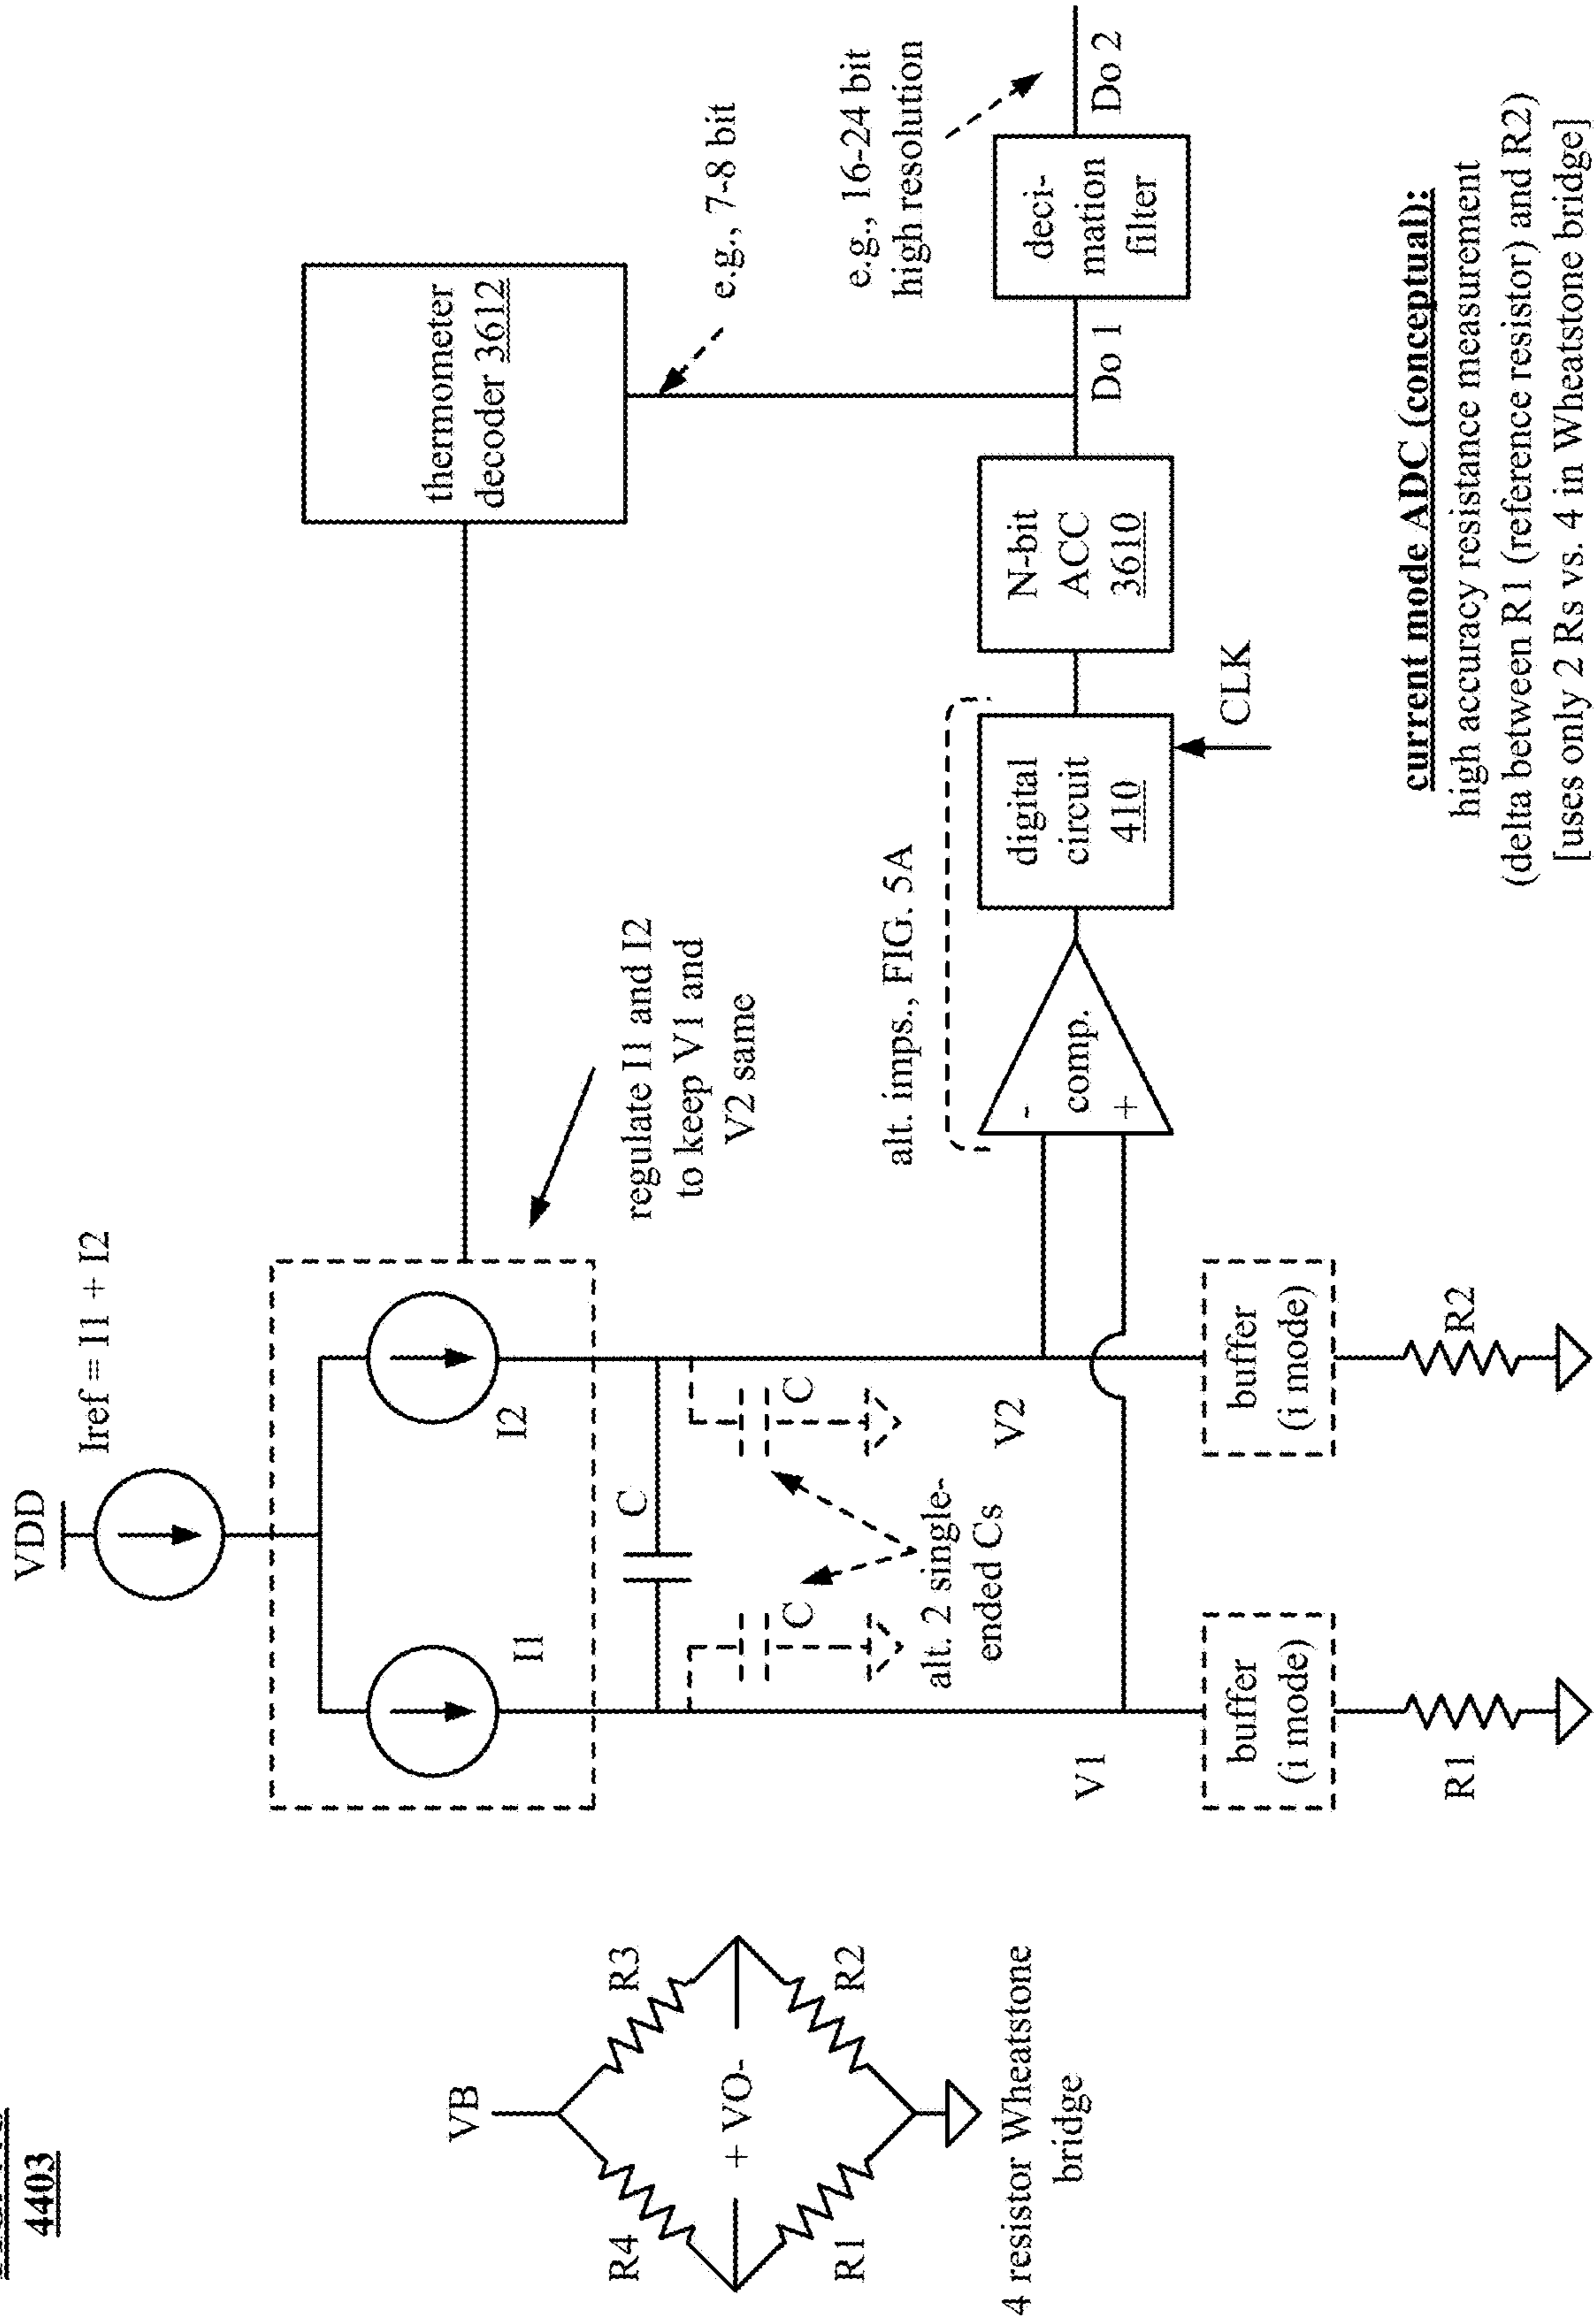 4403
VDD
Iref = I1 + I2
I1
I2
C
C
C
alt. 2 single-
ended Cs
V1
V2
buffer
(i mode)
buffer
(i mode)
R1
R2
regulate I1 and I2
to keep V1 and
V2 same
thermometer
decoder 3612
e.g., 7-8 bit
e.g., 16-24 bit
high resolution
alt. imps., FIG. 5A
-
comp.
+
digital
circuit
410
CLK
N-bit
ACC
3610
Do 1
deci-
mation
filter
Do 2
VB
R4
R3
+ VO-
R1
R2
4 resistor Wheatstone
bridge
current mode ADC (conceptual):
high accuracy resistance measurement
(delta between R1 (reference resistor) and R2)
[uses only 2 Rs vs. 4 in Wheatstone bridge]